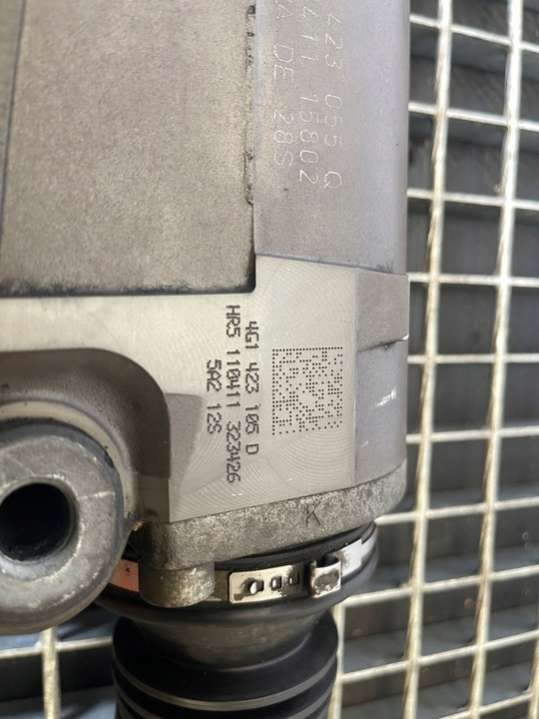 423 055 Q
411 15802
A DE 28S
4G1 423 105 D
HR5 110411 323426
5A2 12S
K